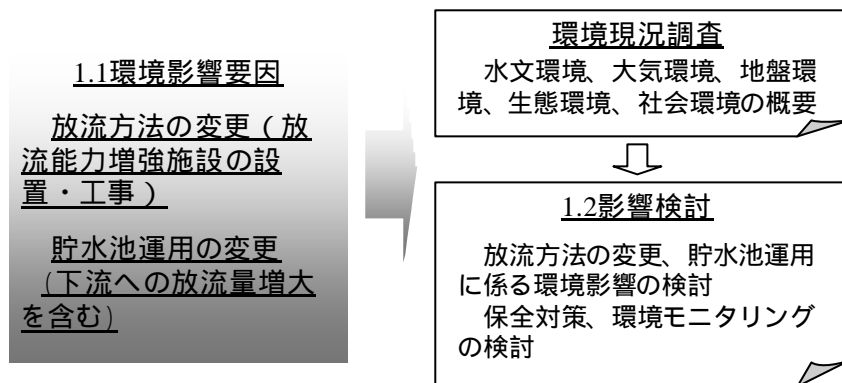 1.1環境影響要因
放流方法の変更（放
流能力増強施設の設
置・工事）
貯水池運用の変更
(下流への放流量増大
を含む)
環境現況調査
水文環境、大気環境、地盤環
境、生態環境、社会環境の概要
1.2影響検討
放流方法の変更、貯水池運用
に係る環境影響の検討
保全対策、環境モニタリング
の検討